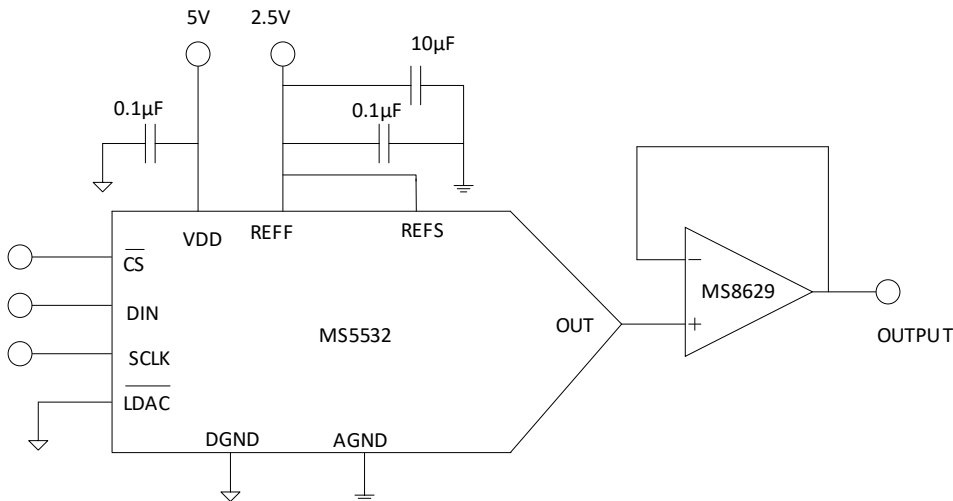 5V
2.5V
10µF
0.1µF
0.1µF
VDD
REFF
REFS
CS
DIN
SCLK
LDAC
MS5532
OUT
DGND
AGND
−
+
MS8629
OUTPUT